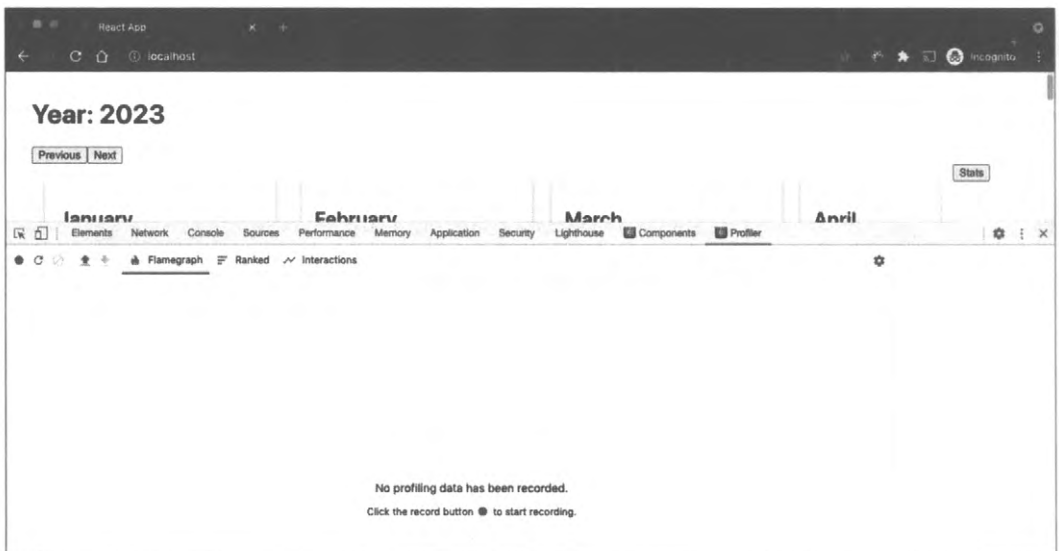 React App
localhost
Incognito
Year: 2023
Previous Next
Stats
January February March April
Elements Network Console Sources Performance Memory Application Security Lighthouse Components Profiler
Flamegraph Ranked Interactions
No profiling data has been recorded.
Click the record button to start recording.